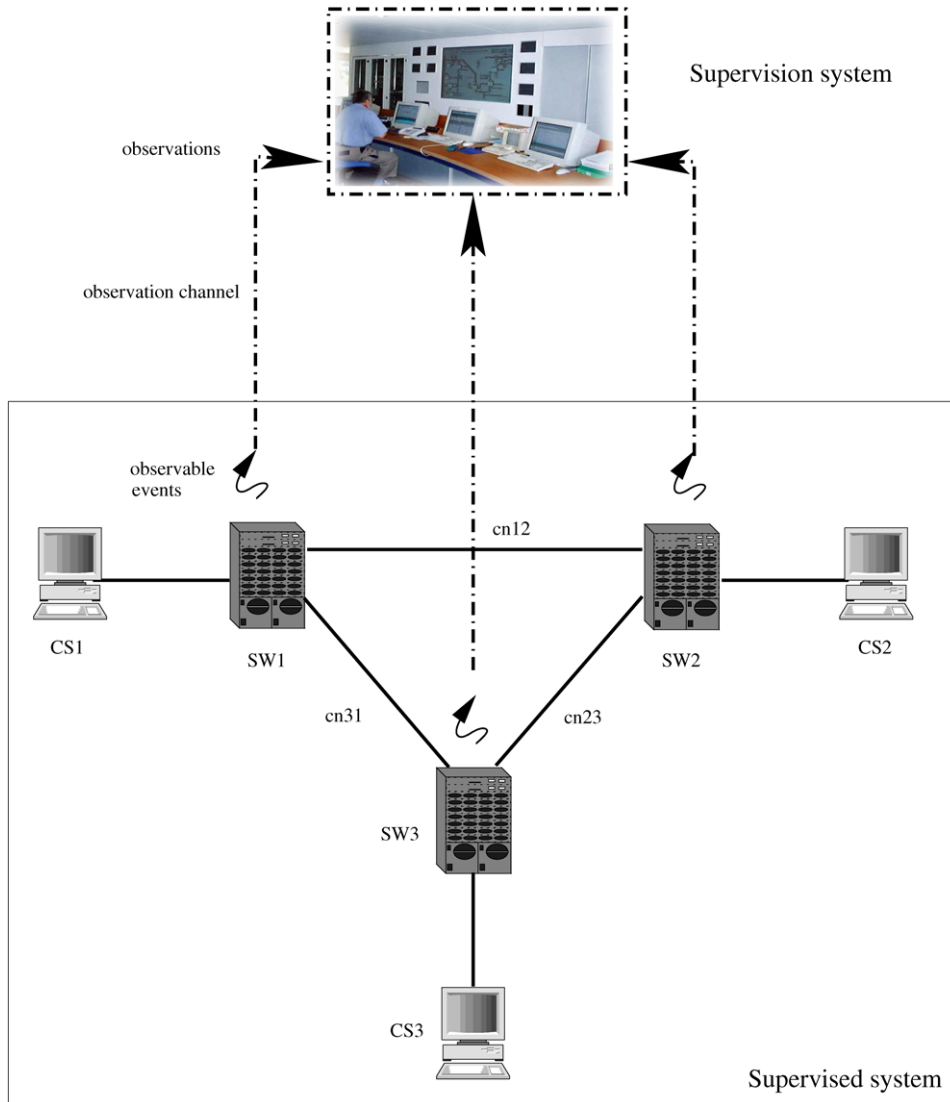 Supervision system
observations
observation channel
observable
events
cn12
CS1
SW1
SW2
CS2
cn31
cn23
SW3
CS3
Supervised system